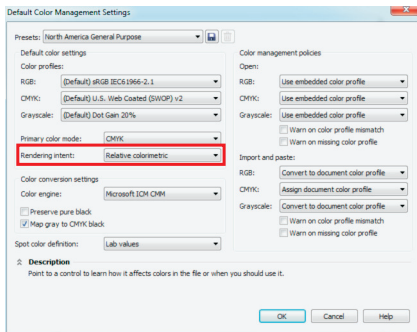 Default Color Management Settings
Presets: North America General Purpose
Default color settings
Color profiles:
RGB: (Default) sRGB IEC61966-2.1
CMYK: (Default) U.S. Web Coated (SWOP) v2
Grayscale: (Default) Dot Gain 20%
Primary color mode: CMYK
Rendering intent: Relative colorimetric
Color conversion settings
Color engine: Microsoft ICM CMM
Preserve pure black
Map gray to CMYK black
Spot color definition: Lab values
Color management policies
Open:
RGB: Use embedded color profile
CMYK: Use embedded color profile
Grayscale: Use embedded color profile
Warn on color profile mismatch
Warn on missing color profile
Import and paste:
RGB: Convert to document color profile
CMYK: Assign document color profile
Grayscale: Convert to document color profile
Warn on color profile mismatch
Warn on missing color profile
Description
Point to a control to learn how it affects colors in the file or when you should use it.
OK Cancel Help